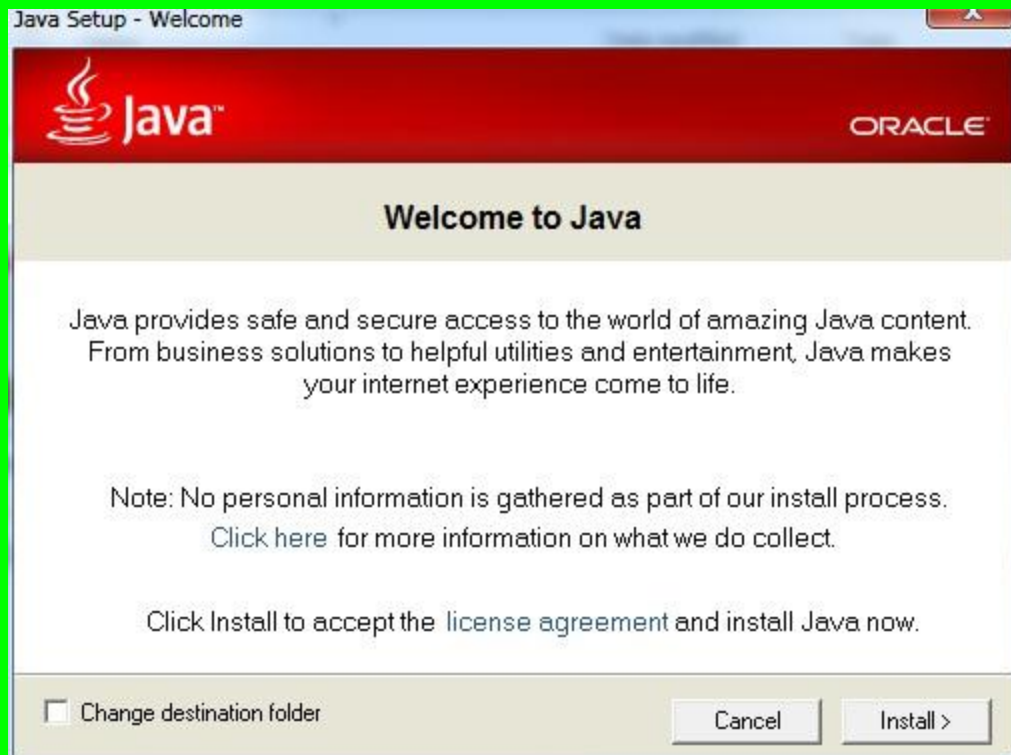 Java Setup - Welcome
Java™
ORACLE
Welcome to Java
Java provides safe and secure access to the world of amazing Java content.
From business solutions to helpful utilities and entertainment, Java makes
your internet experience come to life.
Note: No personal information is gathered as part of our install process.
Click here for more information on what we do collect.
Click Install to accept the license agreement and install Java now.
Change destination folder
Cancel
Install >